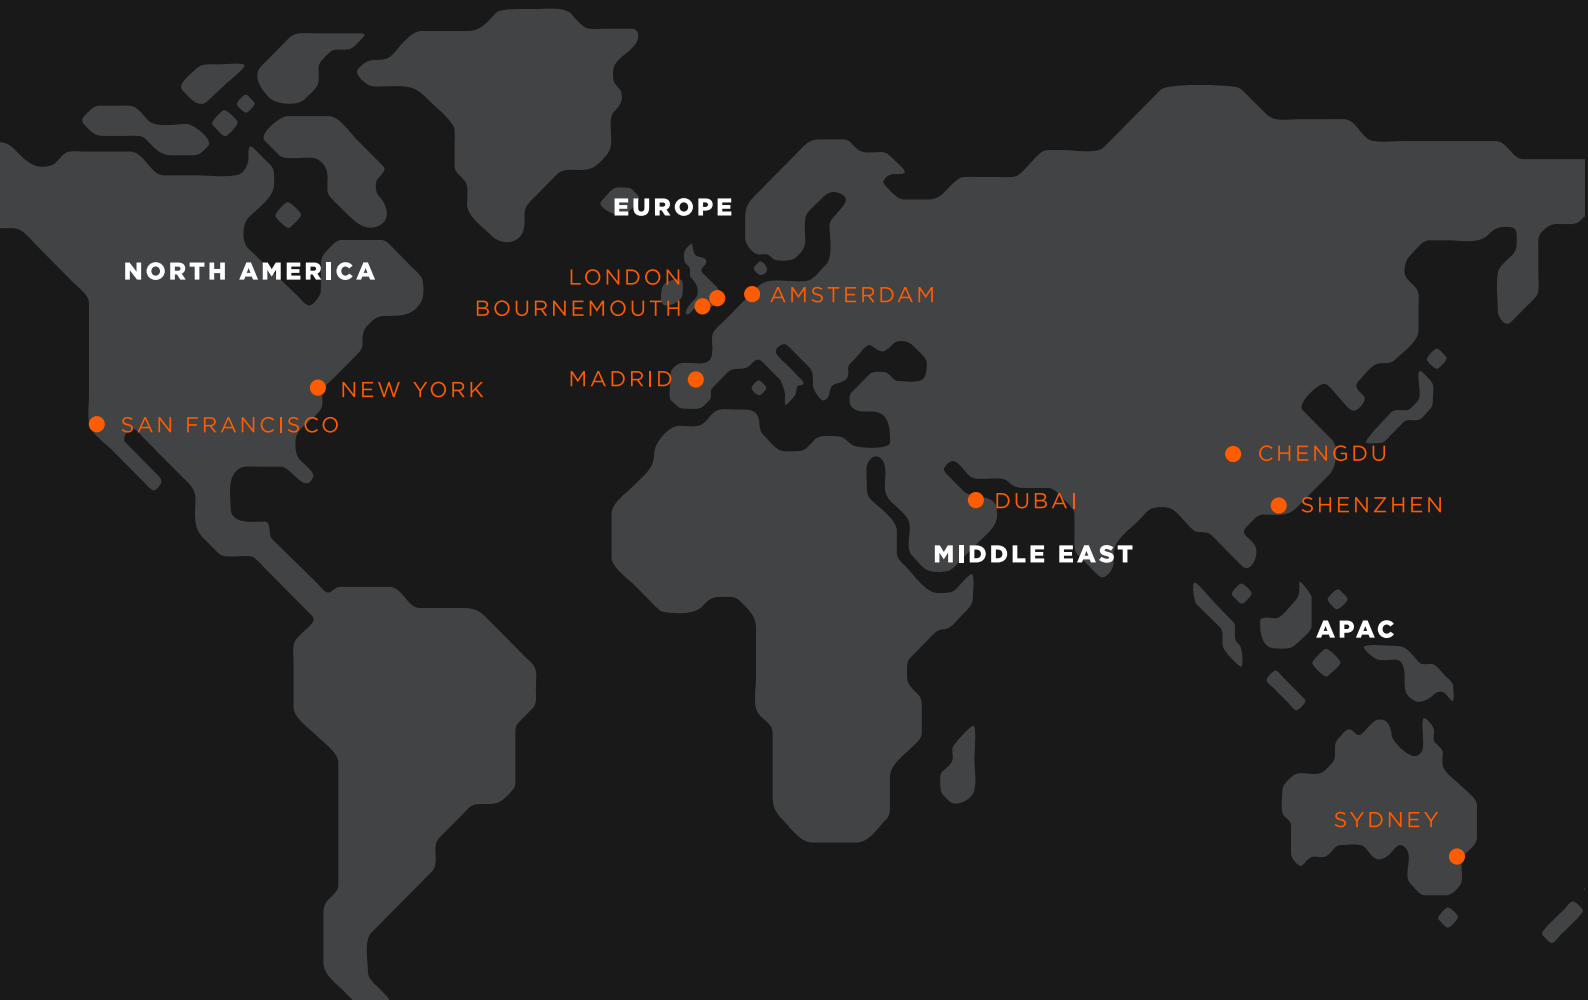 EUROPE
NORTH AMERICA
LONDON
BOURNEMOUTH
AMSTERDAM
MADRID
NEW YORK
SAN FRANCISCO
CHENGDU
DUBAI
SHENZHEN
MIDDLE EAST
APAC
SYDNEY